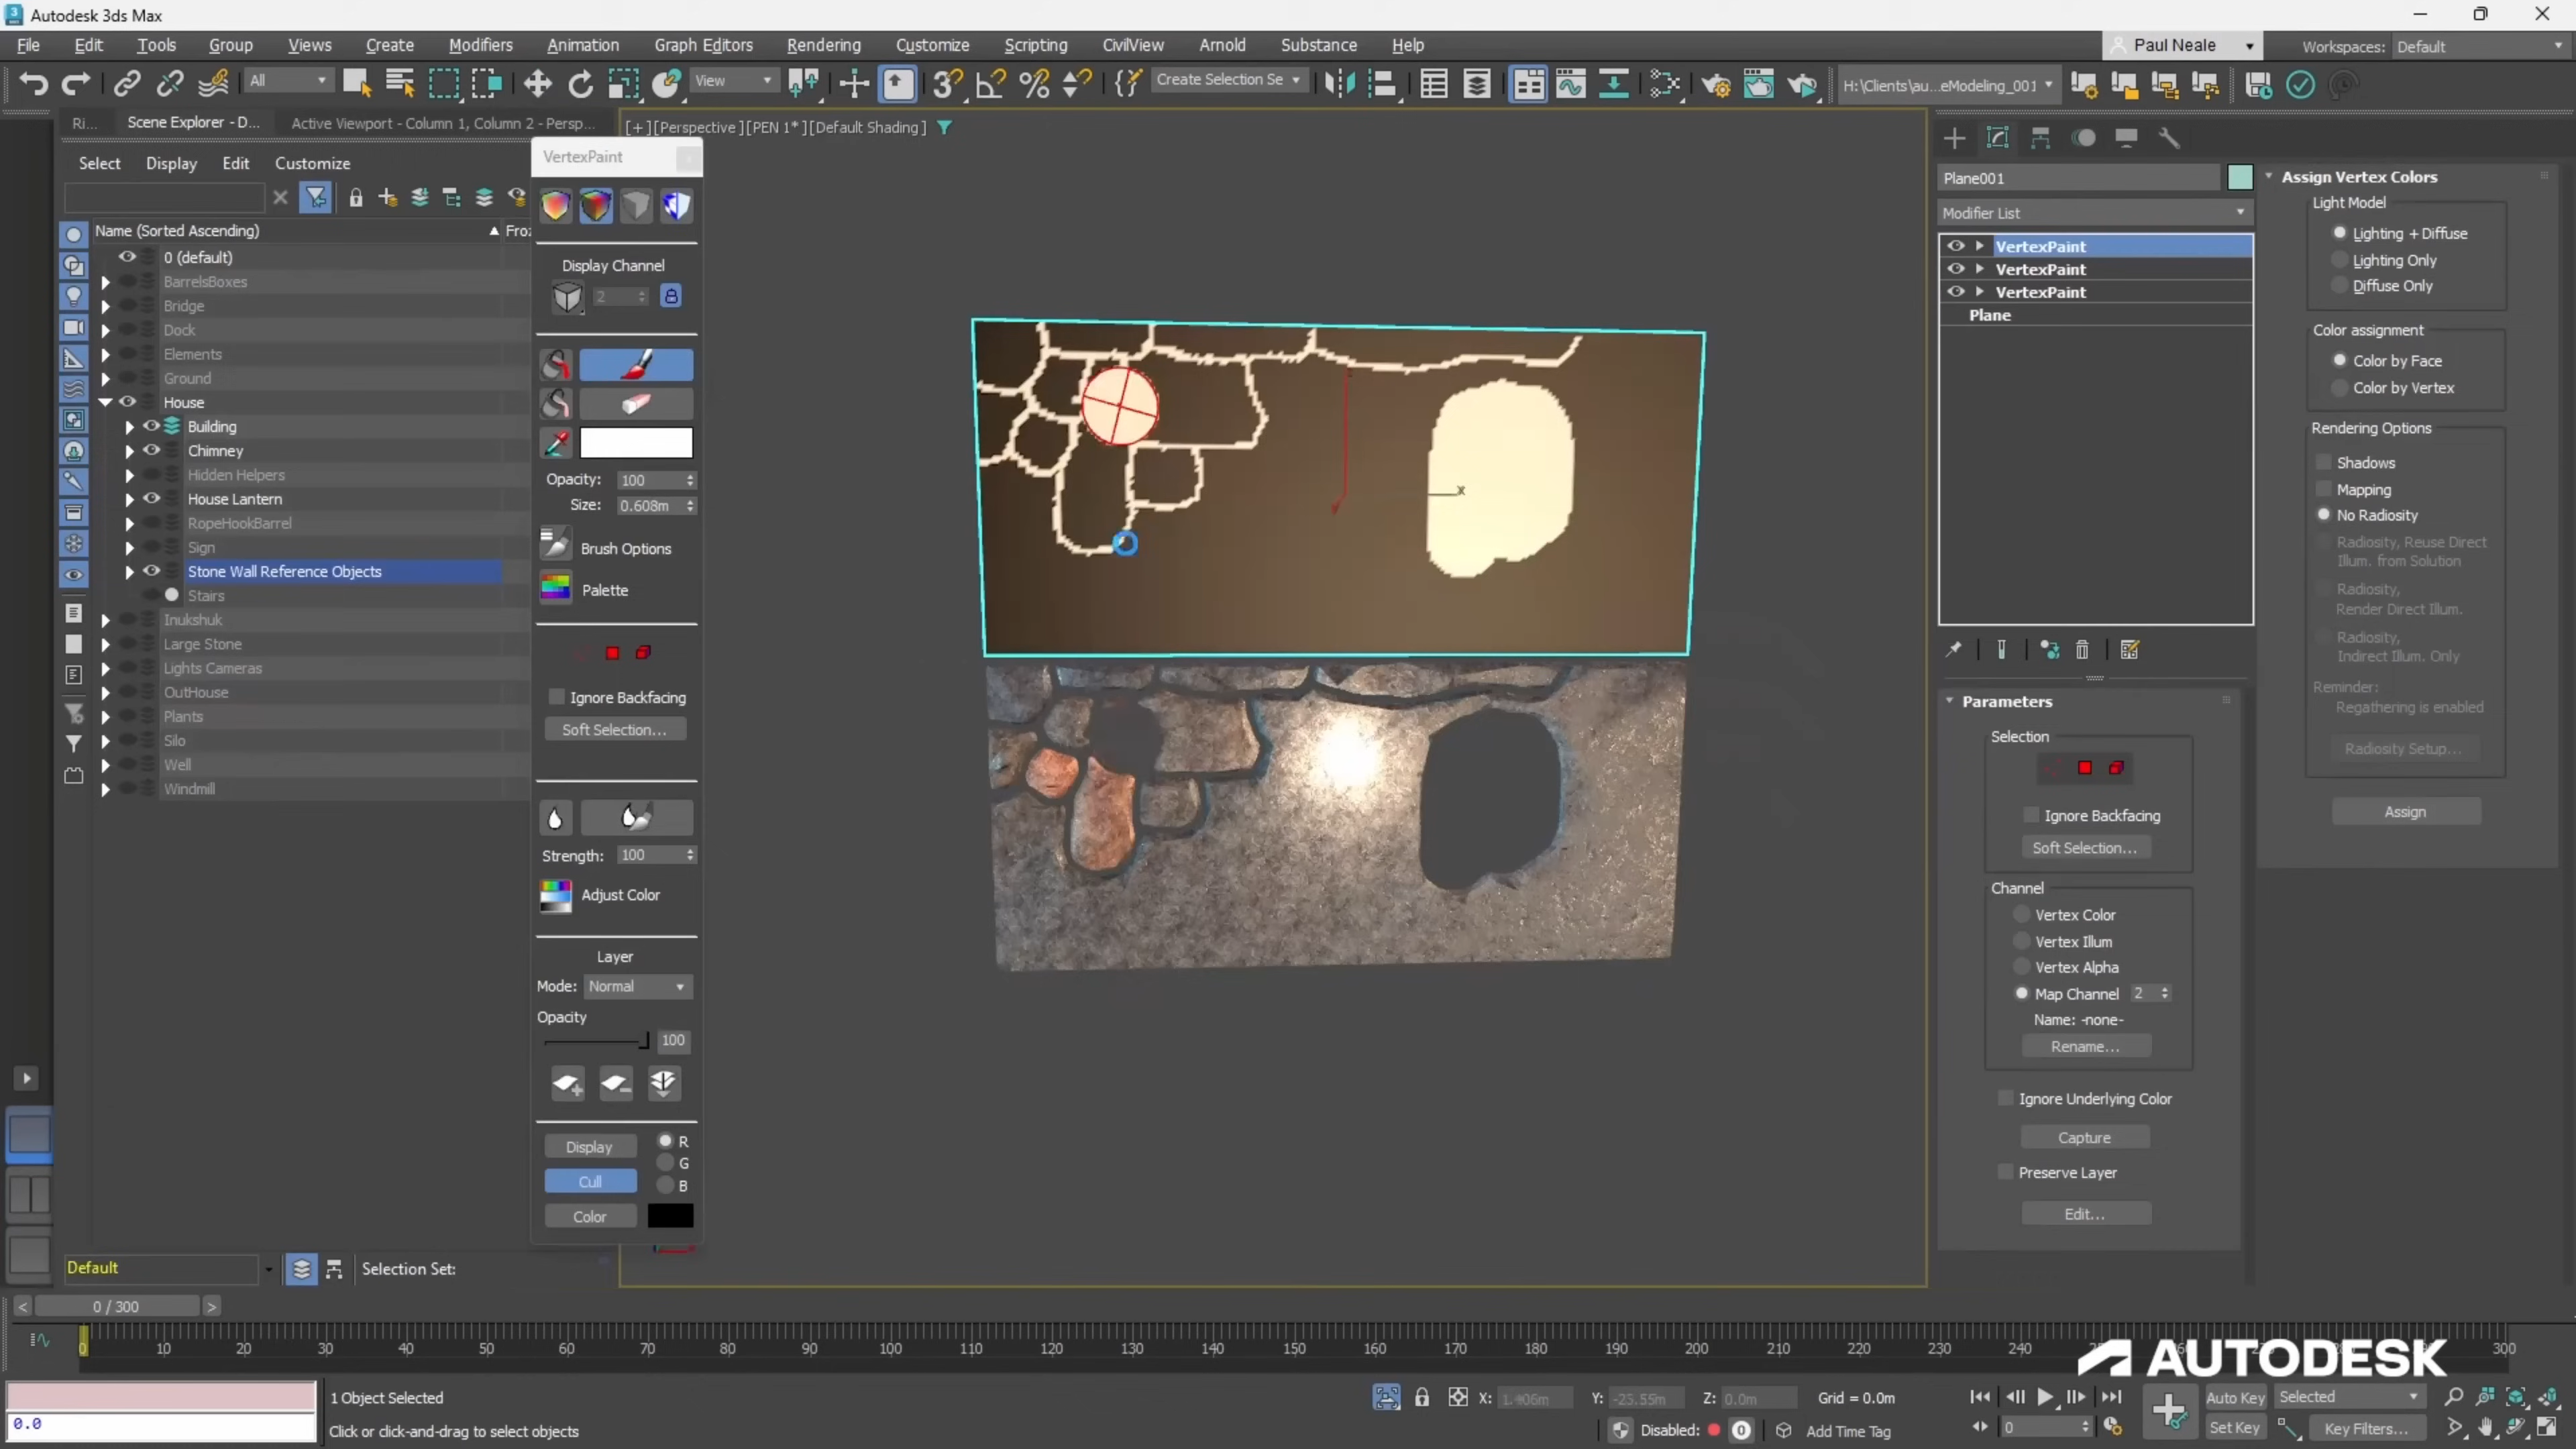 Autodesk 3ds Max
File Edit Tools Group Views Create Modifiers Animation Graph Editors Rendering Customize Scripting CivilView Arnold Substance Help
Paul Neale
Workspaces: Default
All
View
Create Selection Se
H:\Clients\au...eModeling_001
Ri... Scene Explorer - D... Active Viewport - Column 1, Column 2 - Persp...
[+][Perspective][PEN 1*][Default Shading]
Select Display Edit Customize
Name (Sorted Ascending)
Fro
0 (default)
BarrelsBoxes
Bridge
Dock
Elements
Ground
House
Building
Chimney
Hidden Helpers
House Lantern
RopeHookBarrel
Sign
Stone Wall Reference Objects
Stairs
Inukshuk
Large Stone
Lights Cameras
OutHouse
Plants
Silo
Well
Windmill
Default
Selection Set:
VertexPaint
Display Channel
2
Opacity: 100
Size: 0.608m
Brush Options
Palette
Ignore Backfacing
Soft Selection...
Strength: 100
Adjust Color
Layer
Mode: Normal
Opacity
100
Display
R
G
Cull
B
Color
x
Plane001
Modifier List
VertexPaint
VertexPaint
VertexPaint
Plane
Parameters
Selection
Ignore Backfacing
Soft Selection...
Channel
Vertex Color
Vertex Illum
Vertex Alpha
Map Channel 2
Name: -none-
Rename...
Ignore Underlying Color
Capture
Preserve Layer
Edit...
Assign Vertex Colors
Light Model
Lighting + Diffuse
Lighting Only
Diffuse Only
Color assignment
Color by Face
Color by Vertex
Rendering Options
Shadows
Mapping
No Radiosity
Radiosity, Reuse Direct
Illum. from Solution
Radiosity,
Render Direct Illum.
Radiosity,
Indirect Illum. Only
Reminder:
Regathering is enabled
Radiosity Setup...
Assign
< 0 / 300 >
0 10 20 30 40 50 60 70 80 90 100 110 120 130 140 150 160 170 180 190 200 210 220 230 240 250 300
AUTODESK
0.0
1 Object Selected
Click or click-and-drag to select objects
X: 1.406m Y: -25.55m Z: 0.0m Grid = 0.0m
Disabled: 0
Add Time Tag
0
Auto Key
Selected
Set Key
Key Filters...